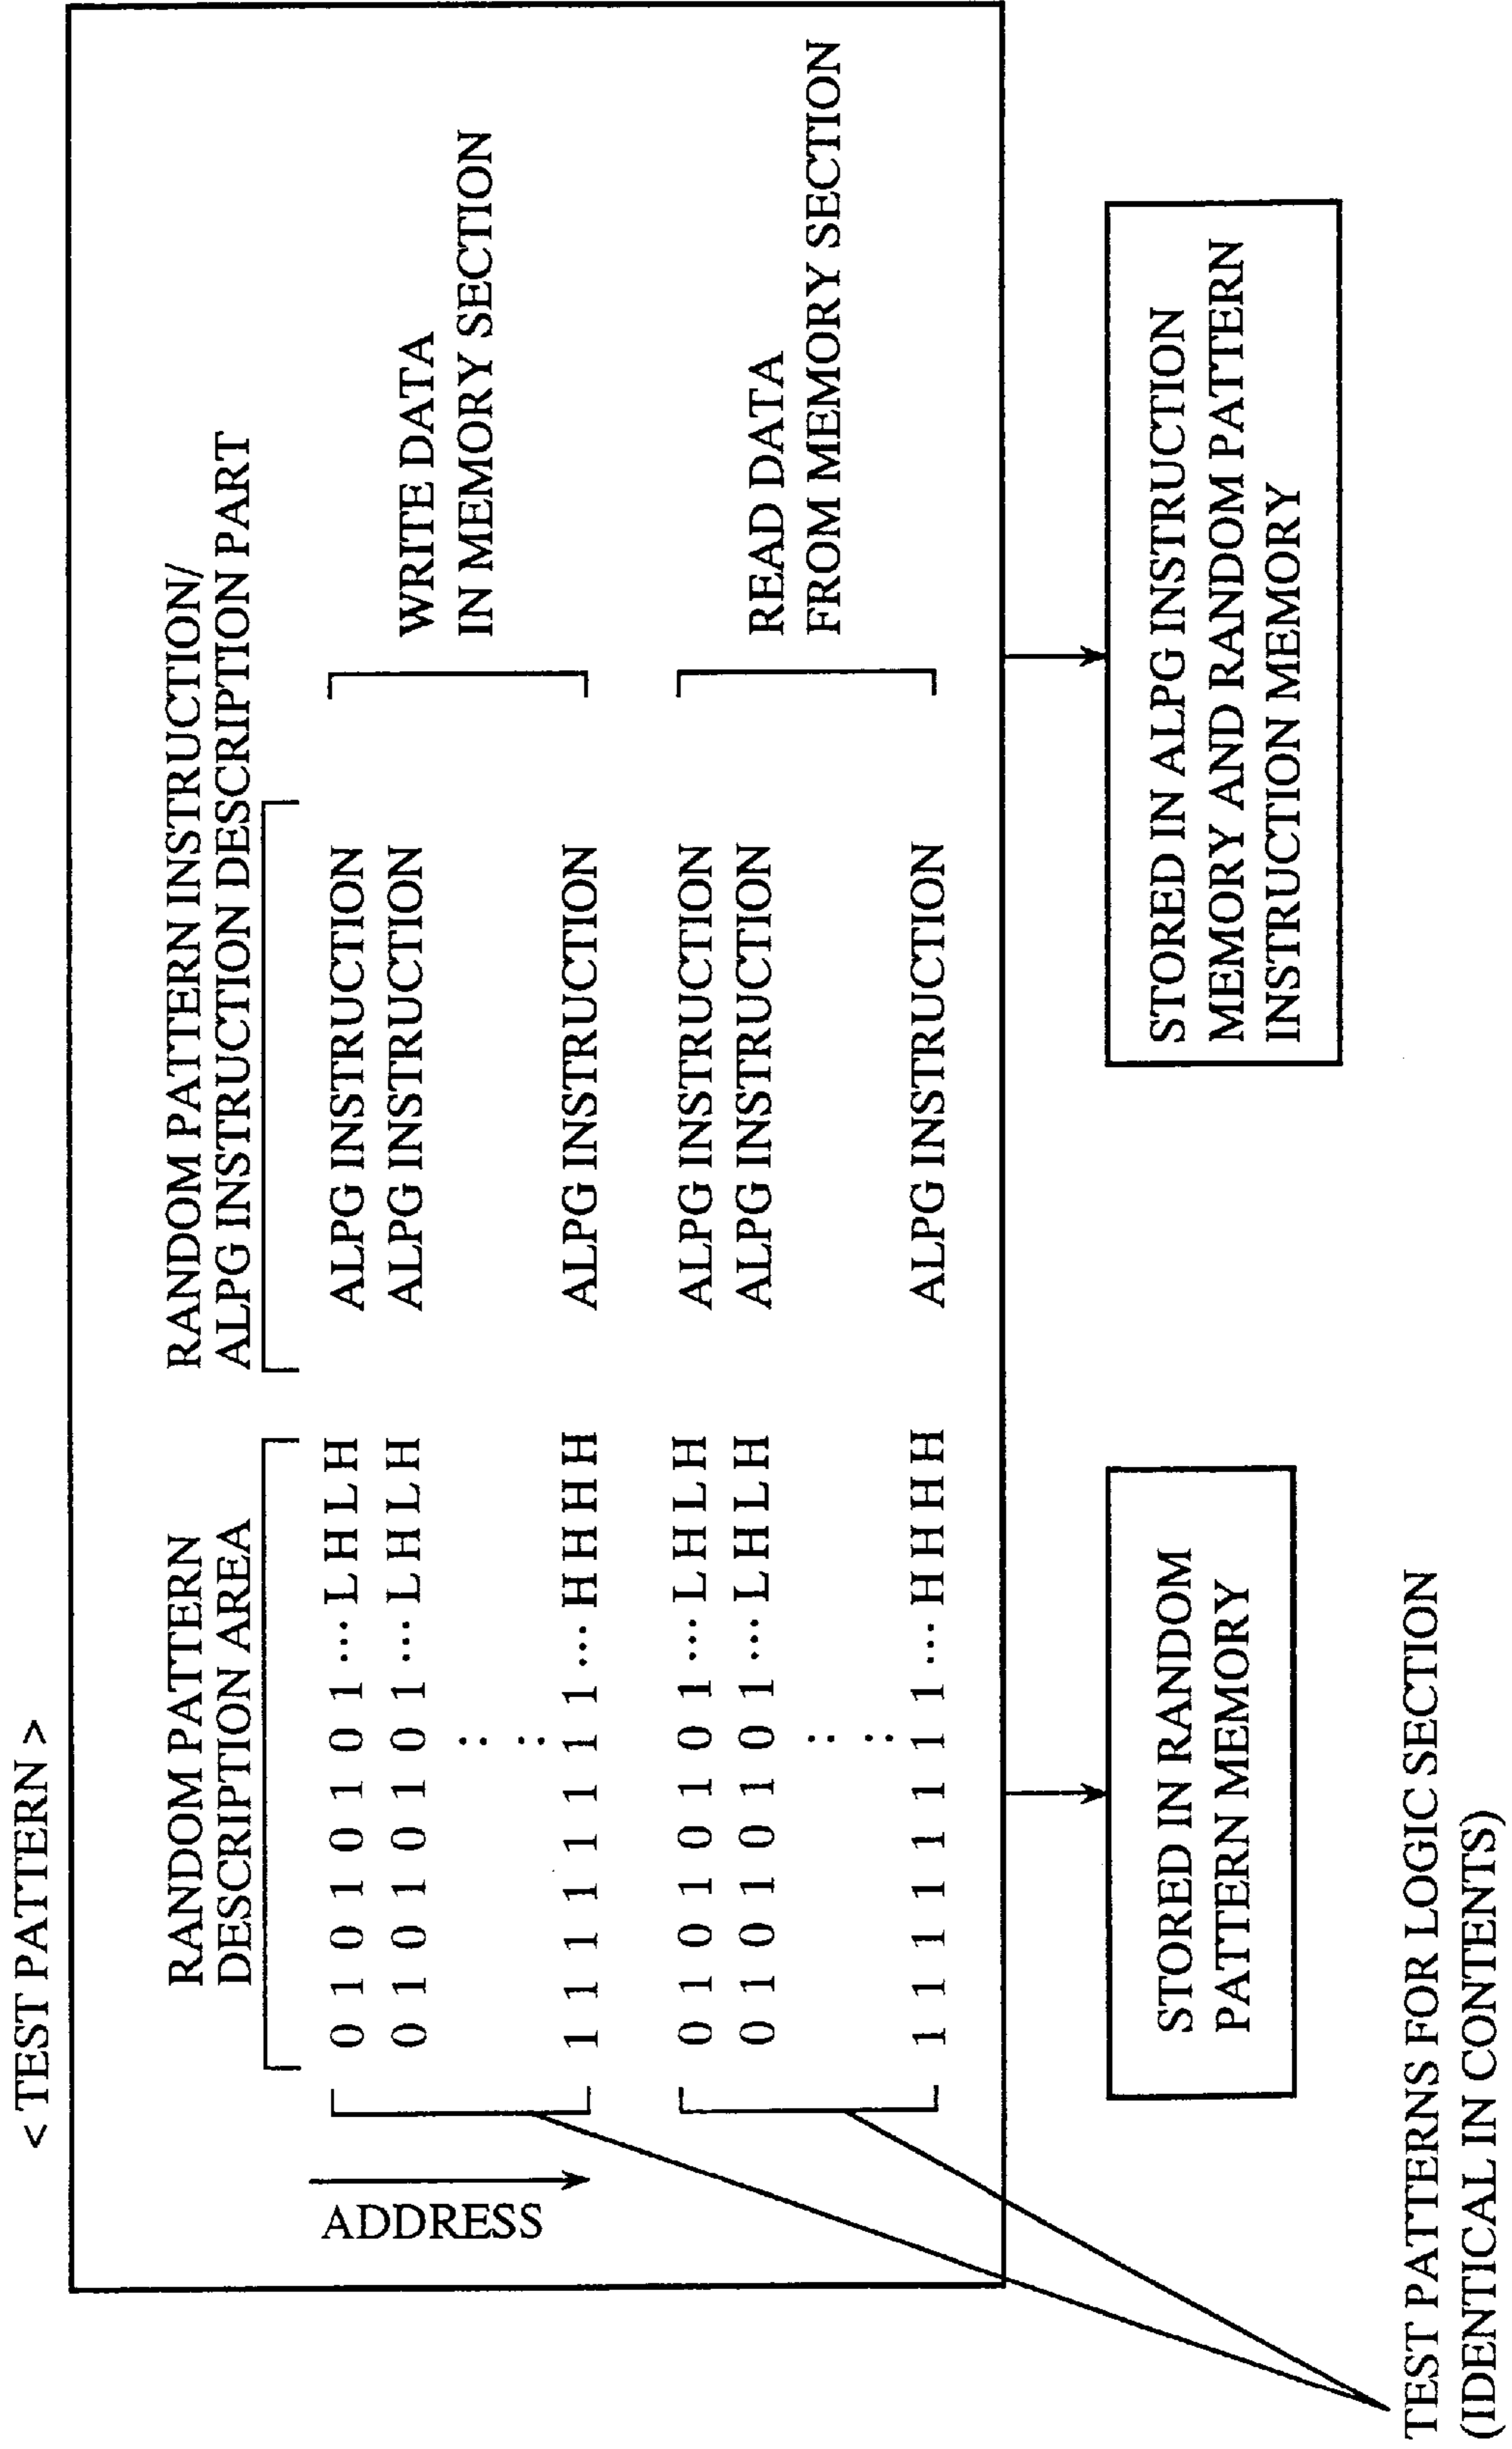 < TEST PATTERN >
RANDOM PATTERN
DESCRIPTION AREA
RANDOM PATTERN INSTRUCTION/
ALPG INSTRUCTION DESCRIPTION PART
ADDRESS
0 1 0 1 0 1 0 1 ... L H L H ALPG INSTRUCTION
0 1 0 1 0 1 0 1 ... L H L H ALPG INSTRUCTION
:
:
1 1 1 1 1 1 1 1 ... H H H H ALPG INSTRUCTION
WRITE DATA
IN MEMORY SECTION
0 1 0 1 0 1 0 1 ... L H L H ALPG INSTRUCTION
0 1 0 1 0 1 0 1 ... L H L H ALPG INSTRUCTION
:
:
1 1 1 1 1 1 1 1 ... H H H H ALPG INSTRUCTION
READ DATA
FROM MEMORY SECTION
STORED IN RANDOM
PATTERN MEMORY
STORED IN ALPG INSTRUCTION
MEMORY AND RANDOM PATTERN
INSTRUCTION MEMORY
TEST PATTERNS FOR LOGIC SECTION
(IDENTICAL IN CONTENTS)